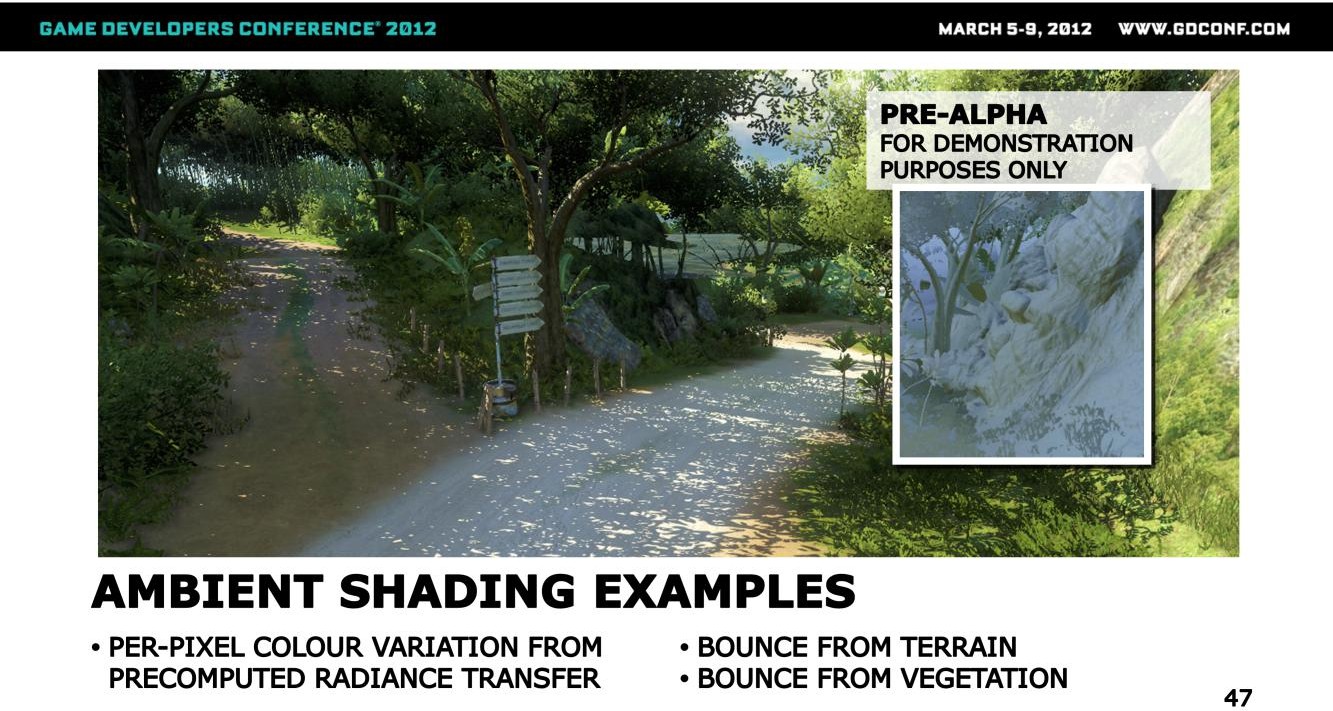 GAME DEVELOPERS CONFERENCE® 2012
MARCH 5-9, 2012 WWW.GDCONF.COM
PRE-ALPHA
FOR DEMONSTRATION
PURPOSES ONLY
AMBIENT SHADING EXAMPLES
• PER-PIXEL COLOUR VARIATION FROM
PRECOMPUTED RADIANCE TRANSFER
• BOUNCE FROM TERRAIN
• BOUNCE FROM VEGETATION
47